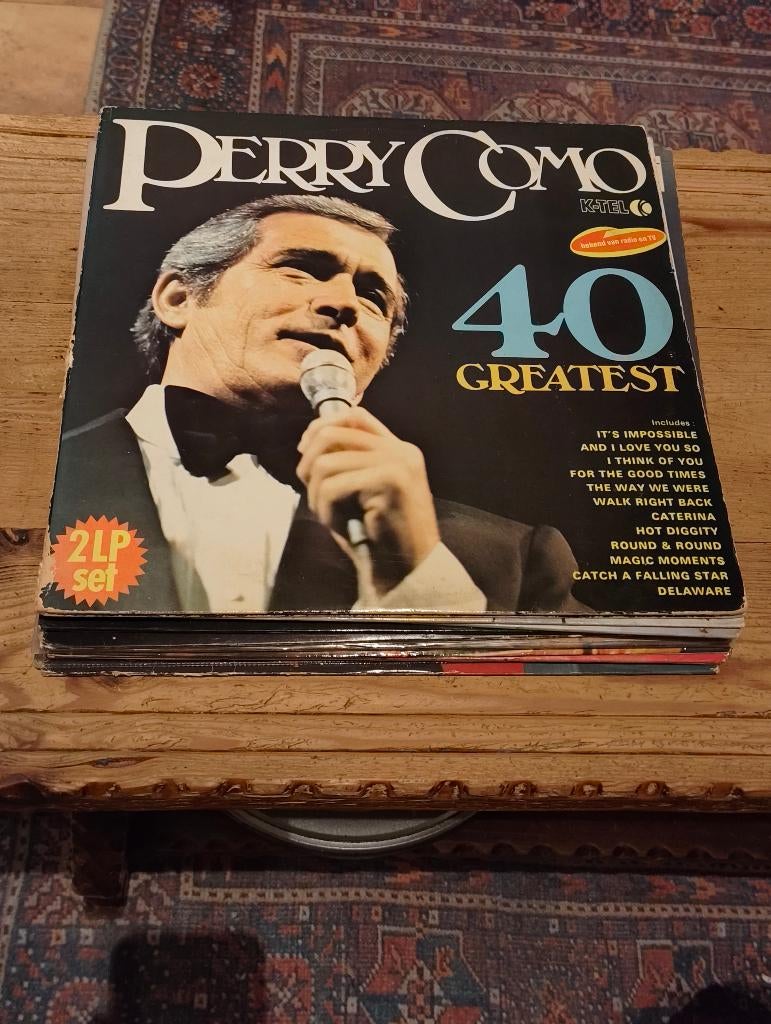 PERRY COMO
K-TEL
bekend van radio en TV
40
GREATEST
Includes :
IT'S IMPOSSIBLE
AND I LOVE YOU SO
I THINK OF YOU
FOR THE GOOD TIMES
THE WAY WE WERE
WALK RIGHT BACK
CATERINA
HOT DIGGITY
ROUND & ROUND
MAGIC MOMENTS
CATCH A FALLING STAR
DELAWARE
2 LP
set